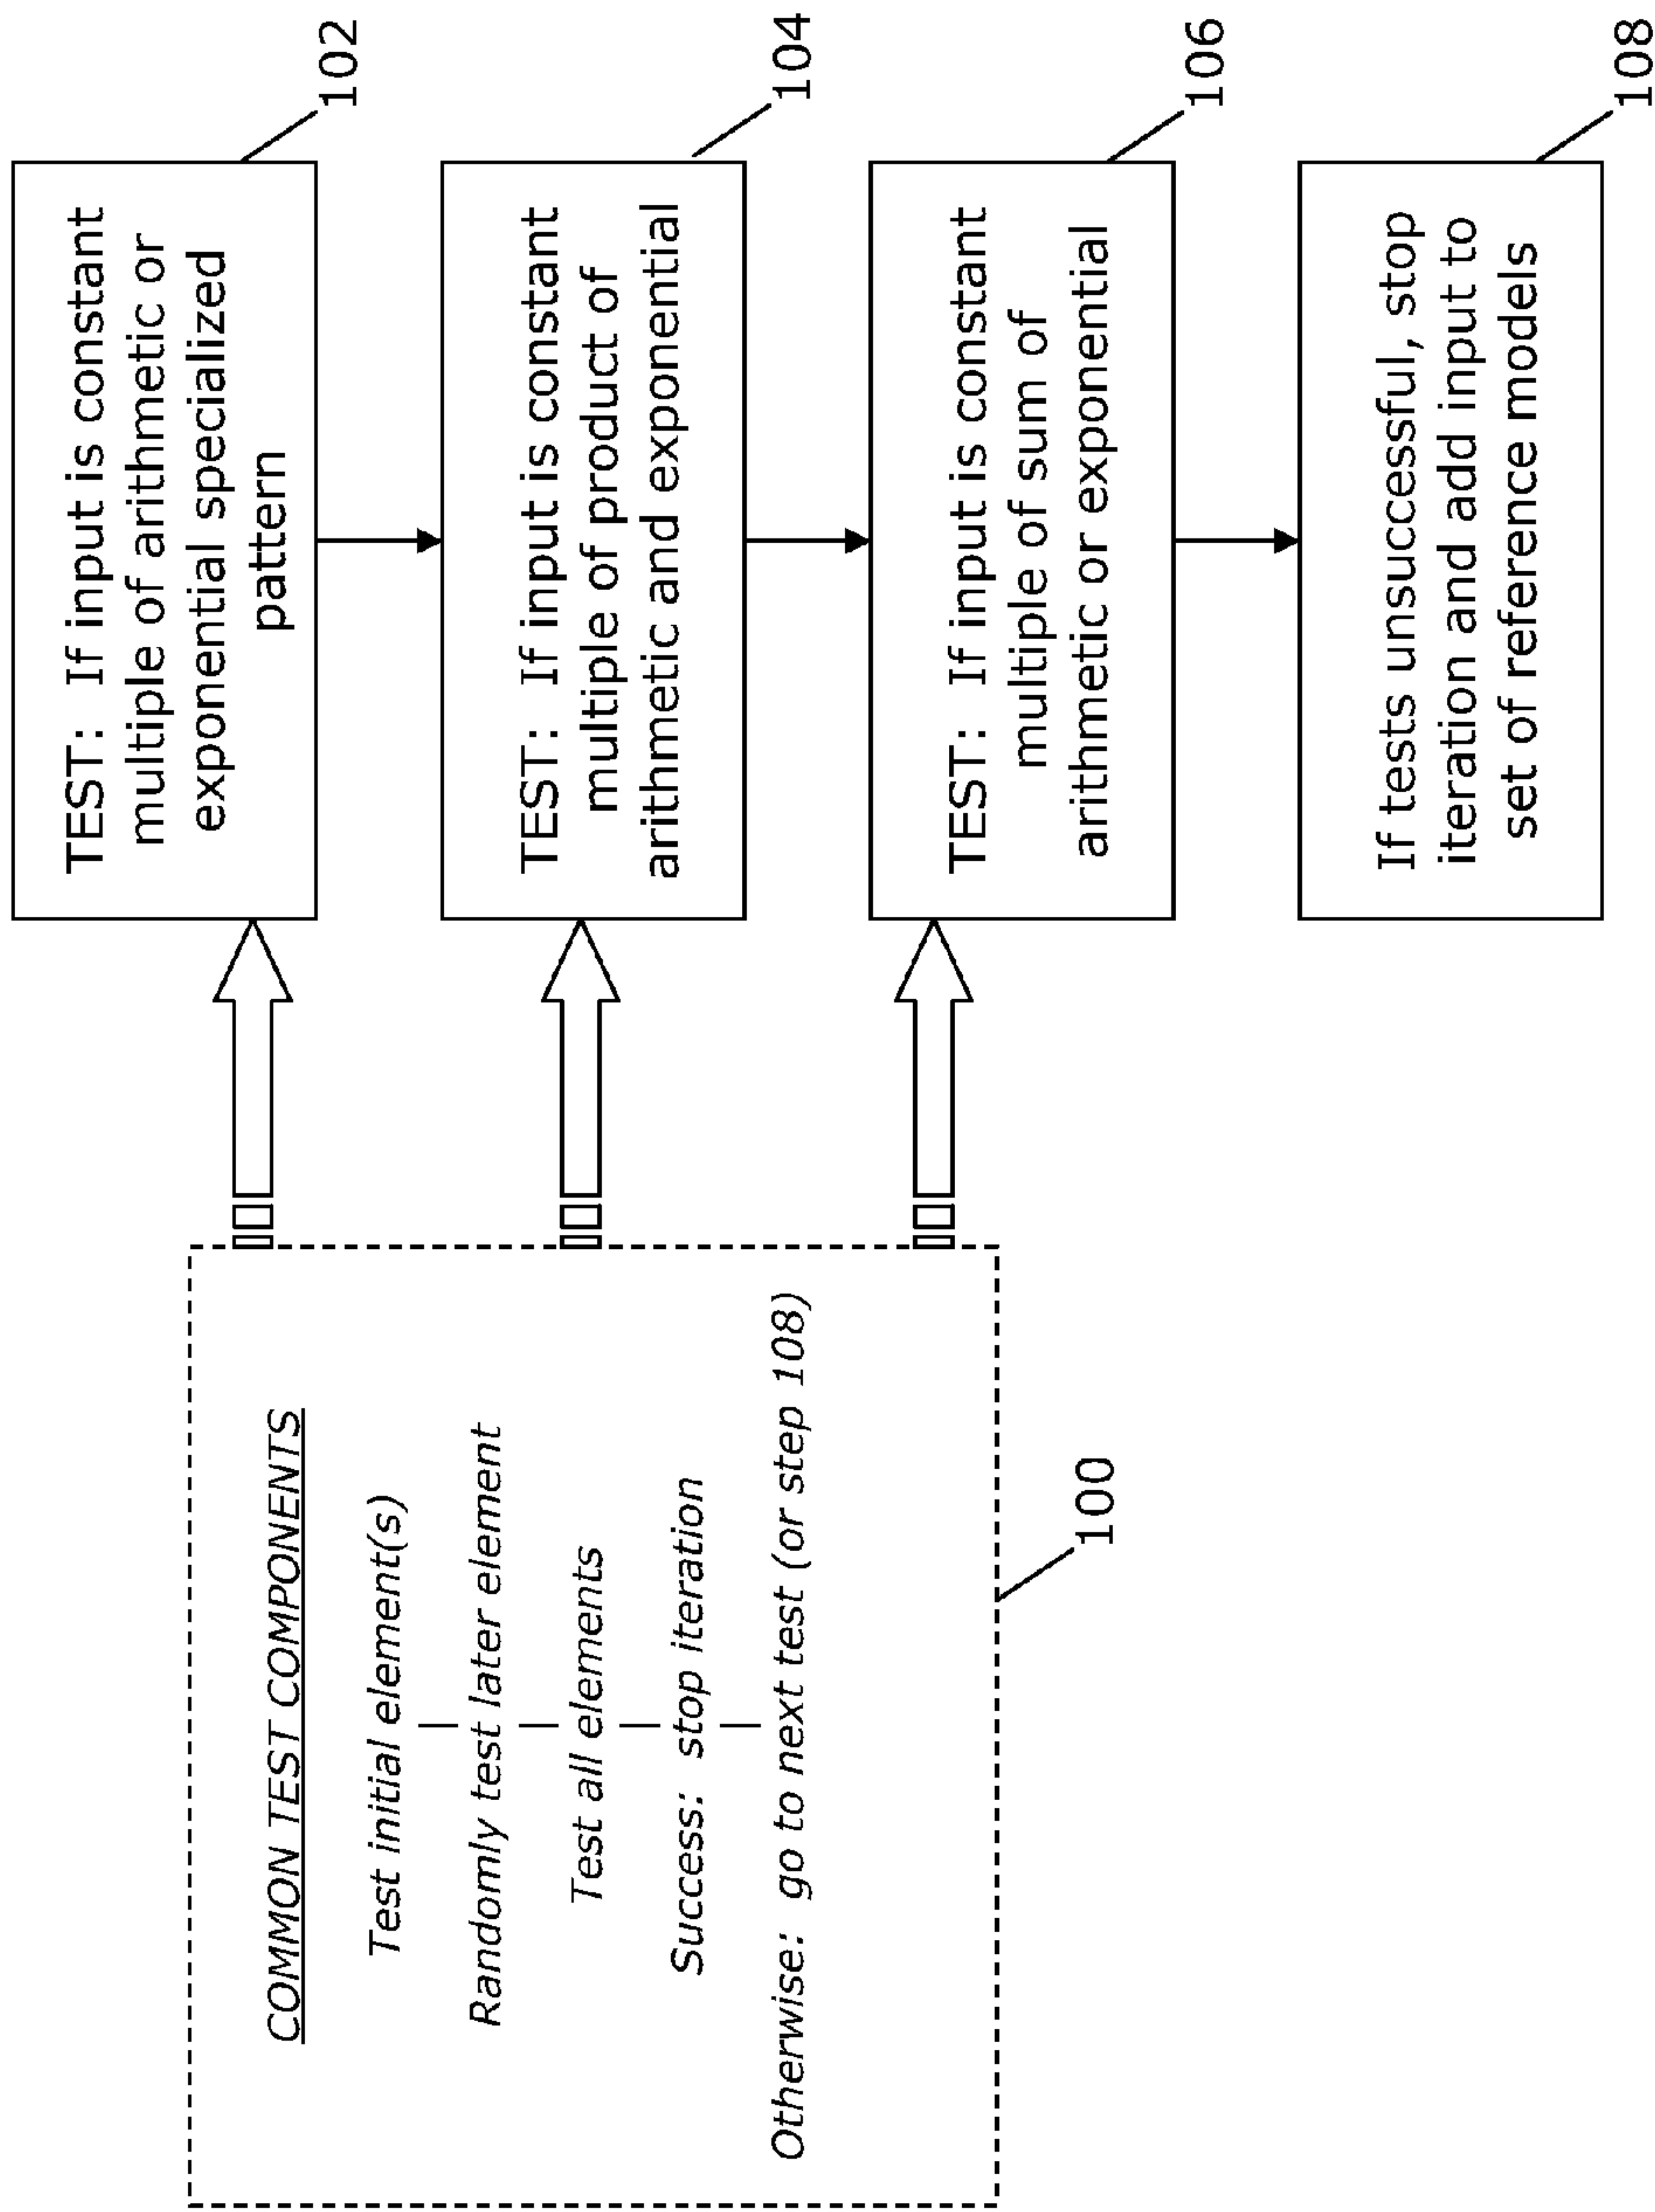 COMMON TEST COMPONENTS
Test initial element(s)
Randomly test later element
Test all elements
Success: stop iteration
Otherwise: go to next test (or step 108)
100
TEST: If input is constant
multiple of arithmetic or
exponential specialized
pattern
102
TEST: If input is constant
multiple of product of
arithmetic and exponential
104
TEST: If input is constant
multiple of sum of
arithmetic or exponential
106
If tests unsuccessful, stop
iteration and add input to
set of reference models
108